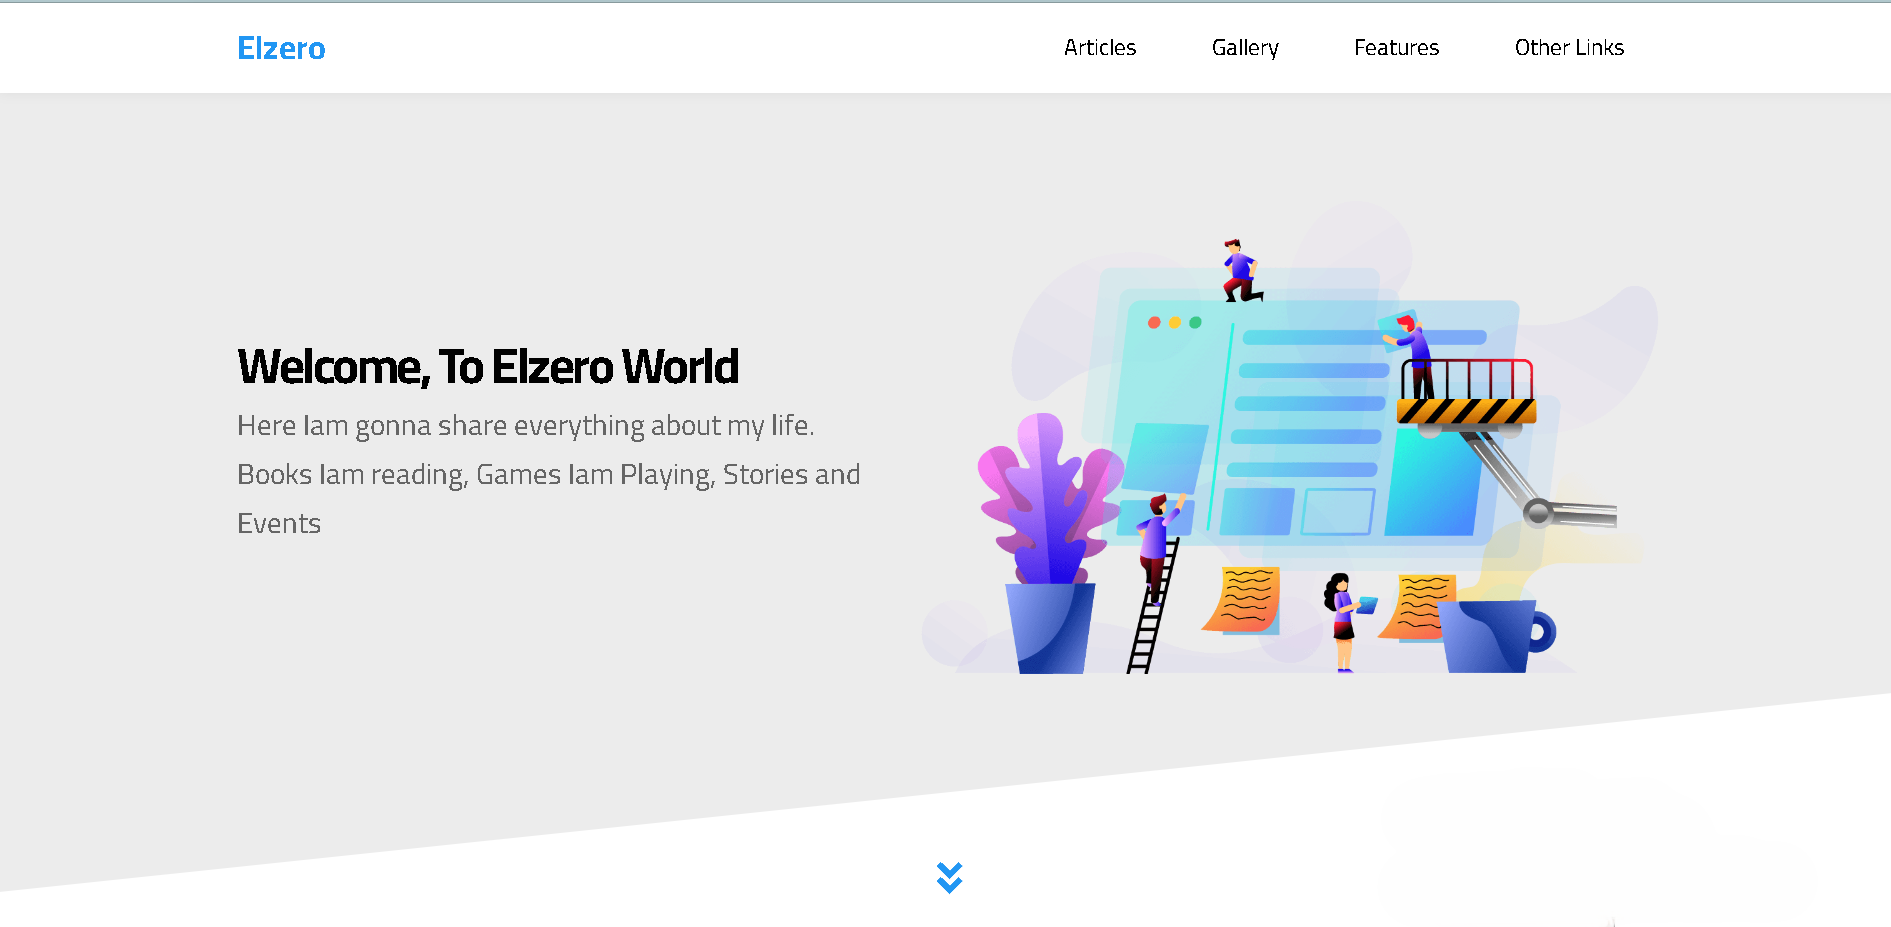 Elzero
Articles
Gallery
Features
Other Links
Welcome, To Elzero World
Here Iam gonna share everything about my life.
Books Iam reading, Games Iam Playing, Stories and
Events